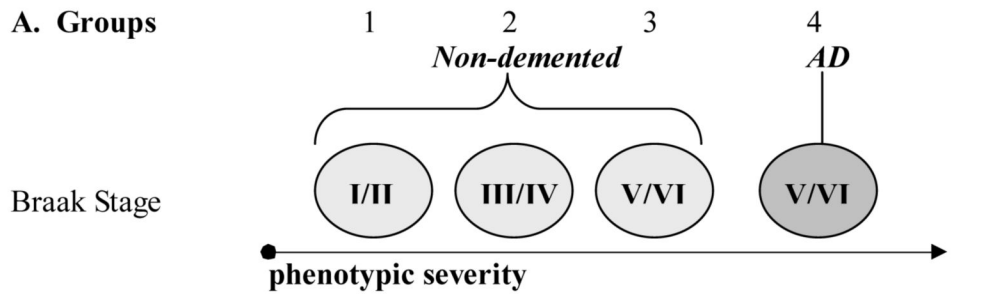 A. Groups 1 2 3 4
Non-demented AD
Braak Stage I/II III/IV V/VI V/VI
phenotypic severity